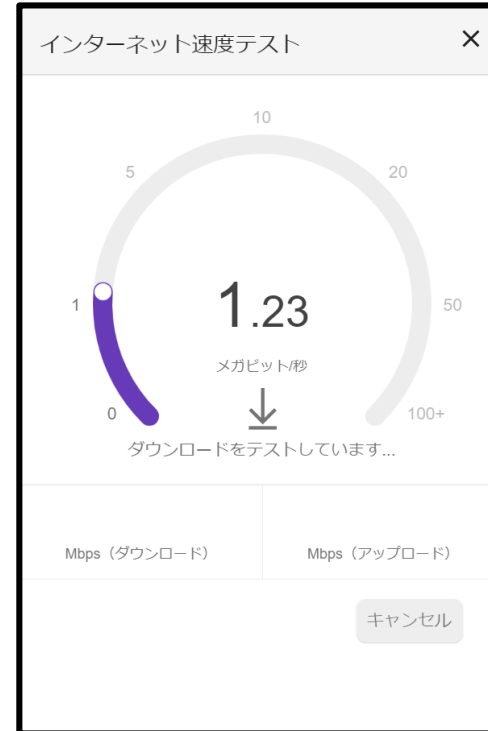 インターネット速度テスト ×
10
5 20
1 50
1.23
メガビット/秒
0 100+
ダウンロードをテストしています...
Mbps（ダウンロード） Mbps（アップロード）
キャンセル